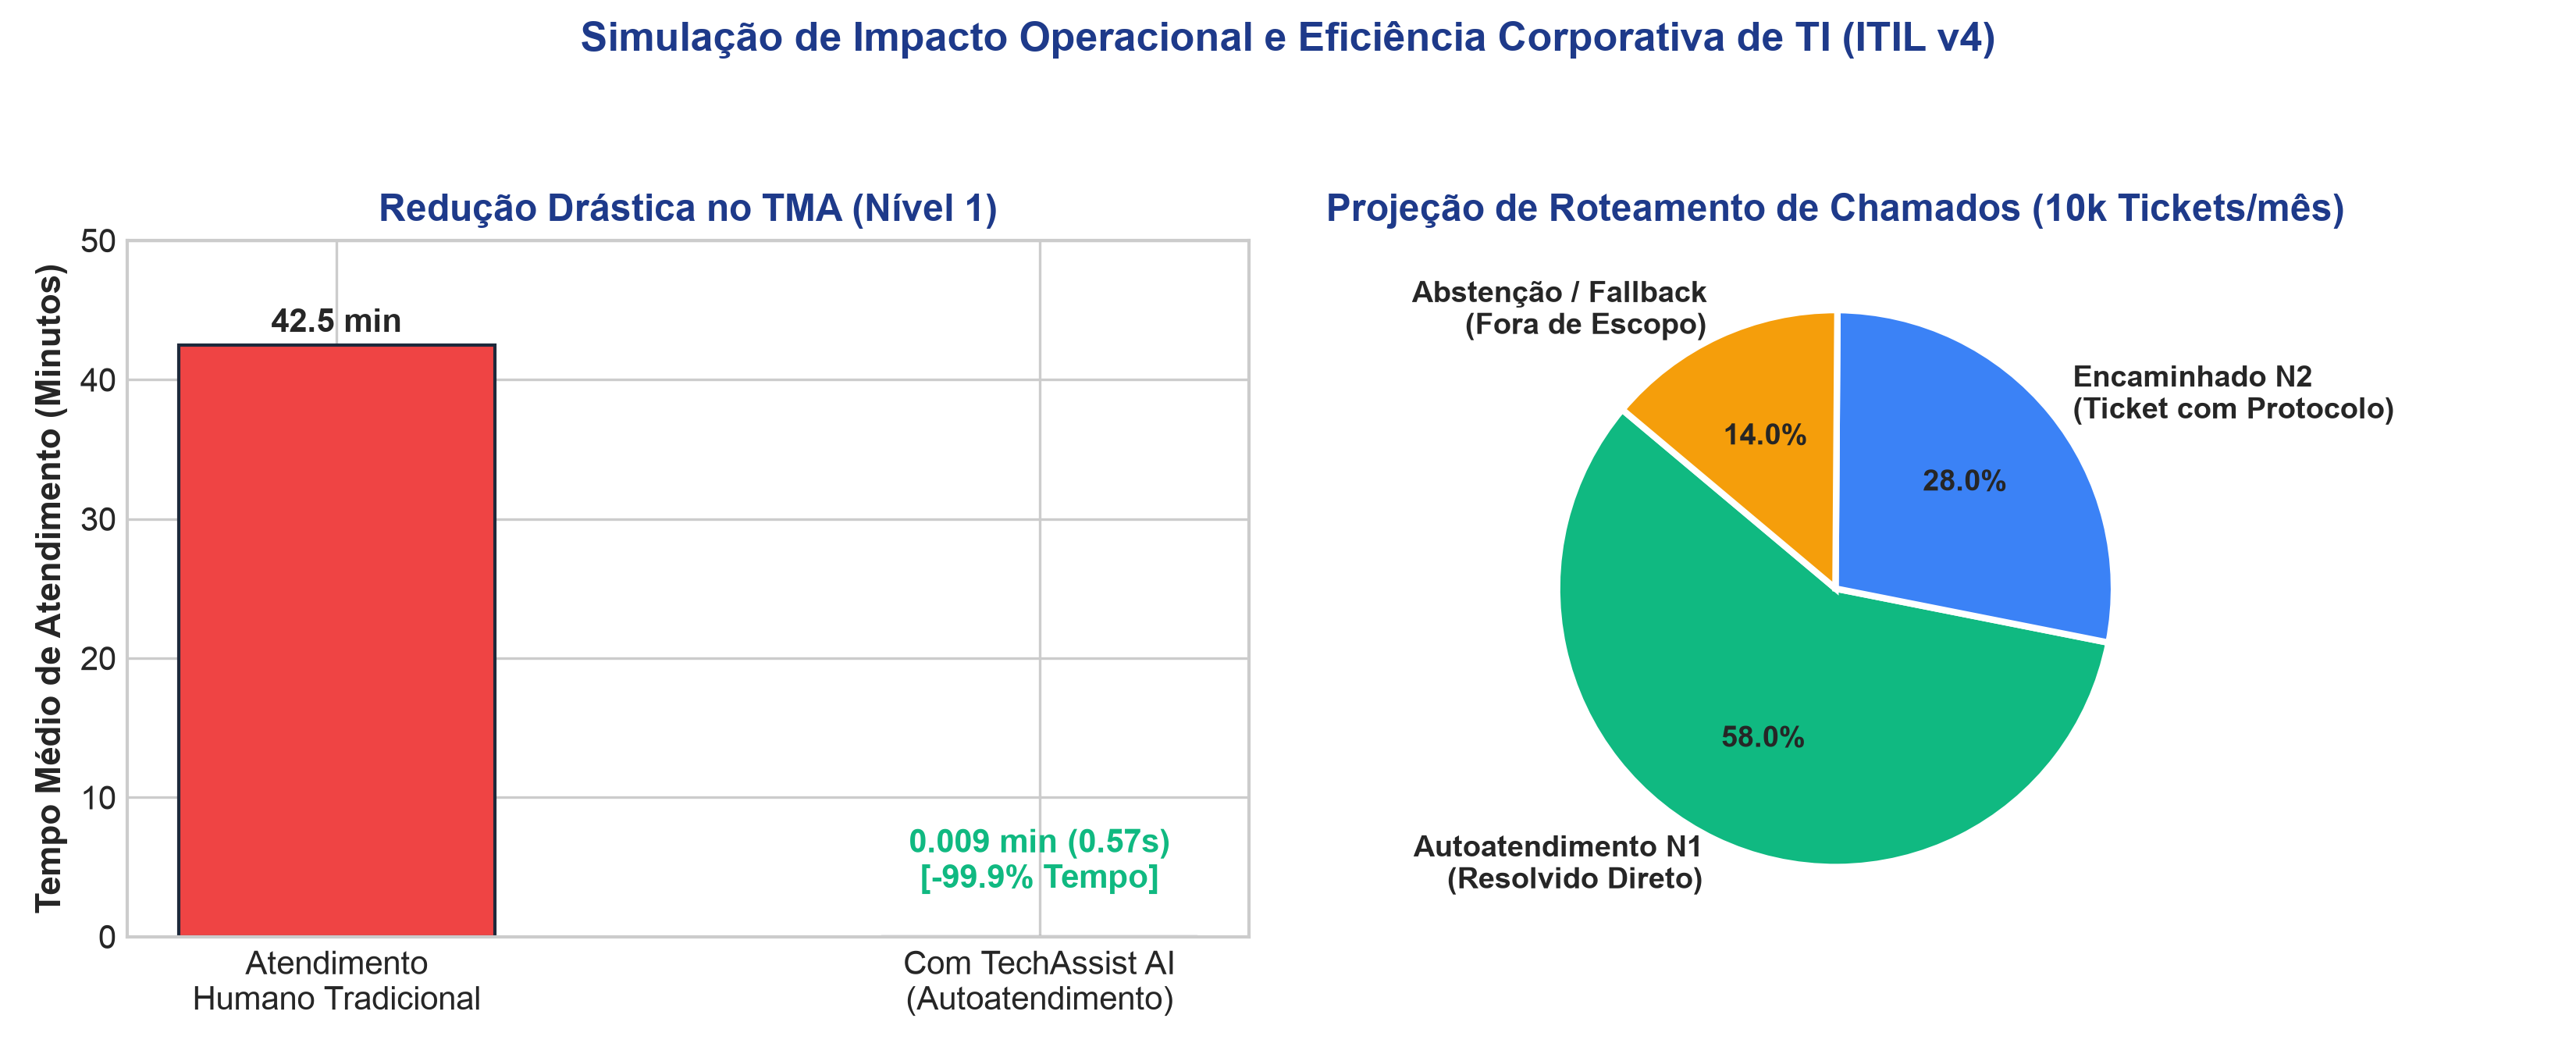 Simulação de Impacto Operacional e Eficiência Corporativa de TI (ITIL v4)
Redução Drástica no TMA (Nível 1)
Tempo Médio de Atendimento (Minutos)
50
40
30
20
10
0
42.5 min
0.009 min (0.57s)
[-99.9% Tempo]
Atendimento
Humano Tradicional
Com TechAssist AI
(Autoatendimento)
Projeção de Roteamento de Chamados (10k Tickets/mês)
Abstenção / Fallback
(Fora de Escopo)
14.0%
Encaminhado N2
(Ticket com Protocolo)
28.0%
58.0%
Autoatendimento N1
(Resolvido Direto)